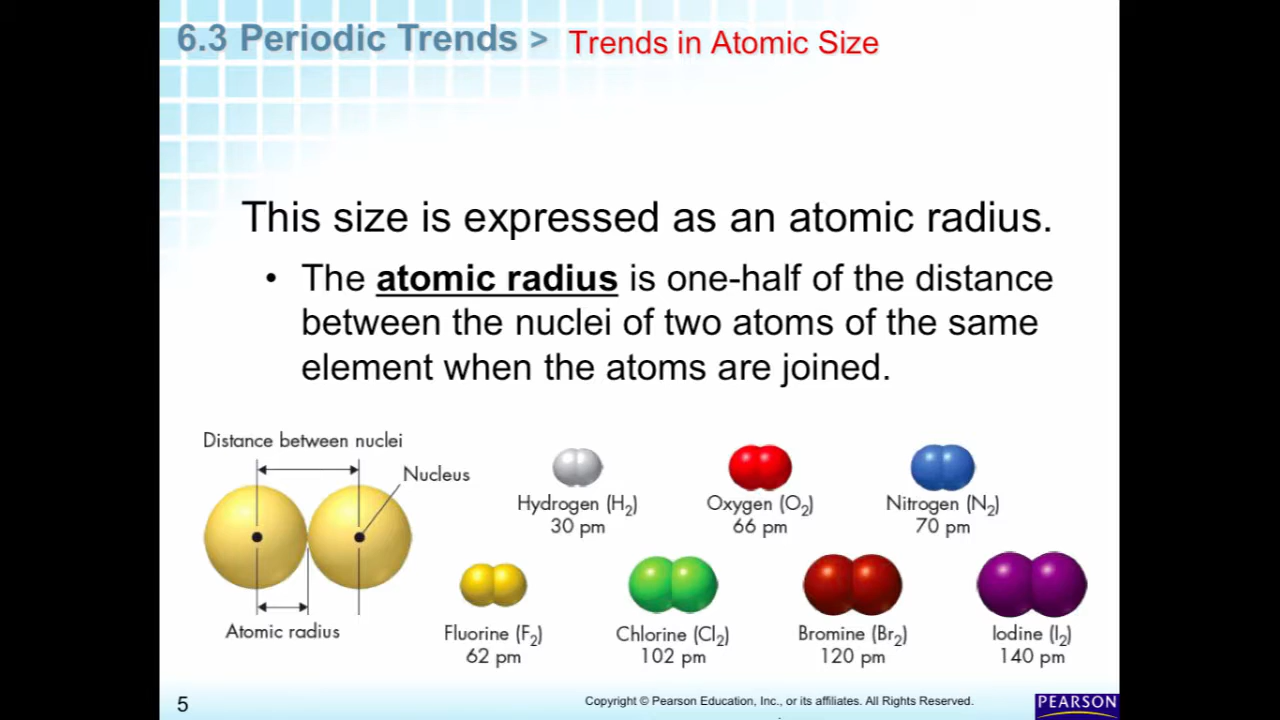 6.3 Periodic Trends > Trends in Atomic Size
This size is expressed as an atomic radius.
• The atomic radius is one-half of the distance
between the nuclei of two atoms of the same
element when the atoms are joined.
Distance between nuclei
Nucleus
Atomic radius
Hydrogen (H₂)
30 pm
Oxygen (O₂)
66 pm
Nitrogen (N₂)
70 pm
Fluorine (F₂)
62 pm
Chlorine (Cl₂)
102 pm
Bromine (Br₂)
120 pm
Iodine (I₂)
140 pm
5
Copyright © Pearson Education, Inc., or its affiliates. All Rights Reserved.
PEARSON